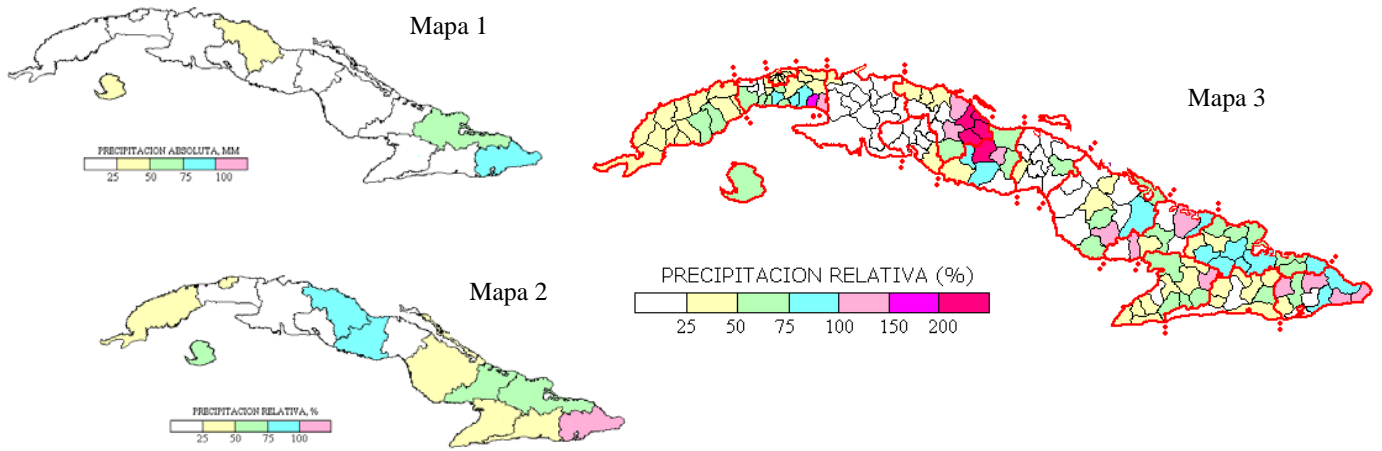 Mapa 1
PRECIPITACION ABSOLUTA, MM
25 50 75 100
Mapa 2
PRECIPITACION RELATIVA, %
25 50 75 100
Mapa 3
PRECIPITACION RELATIVA (%)
25 50 75 100 150 200